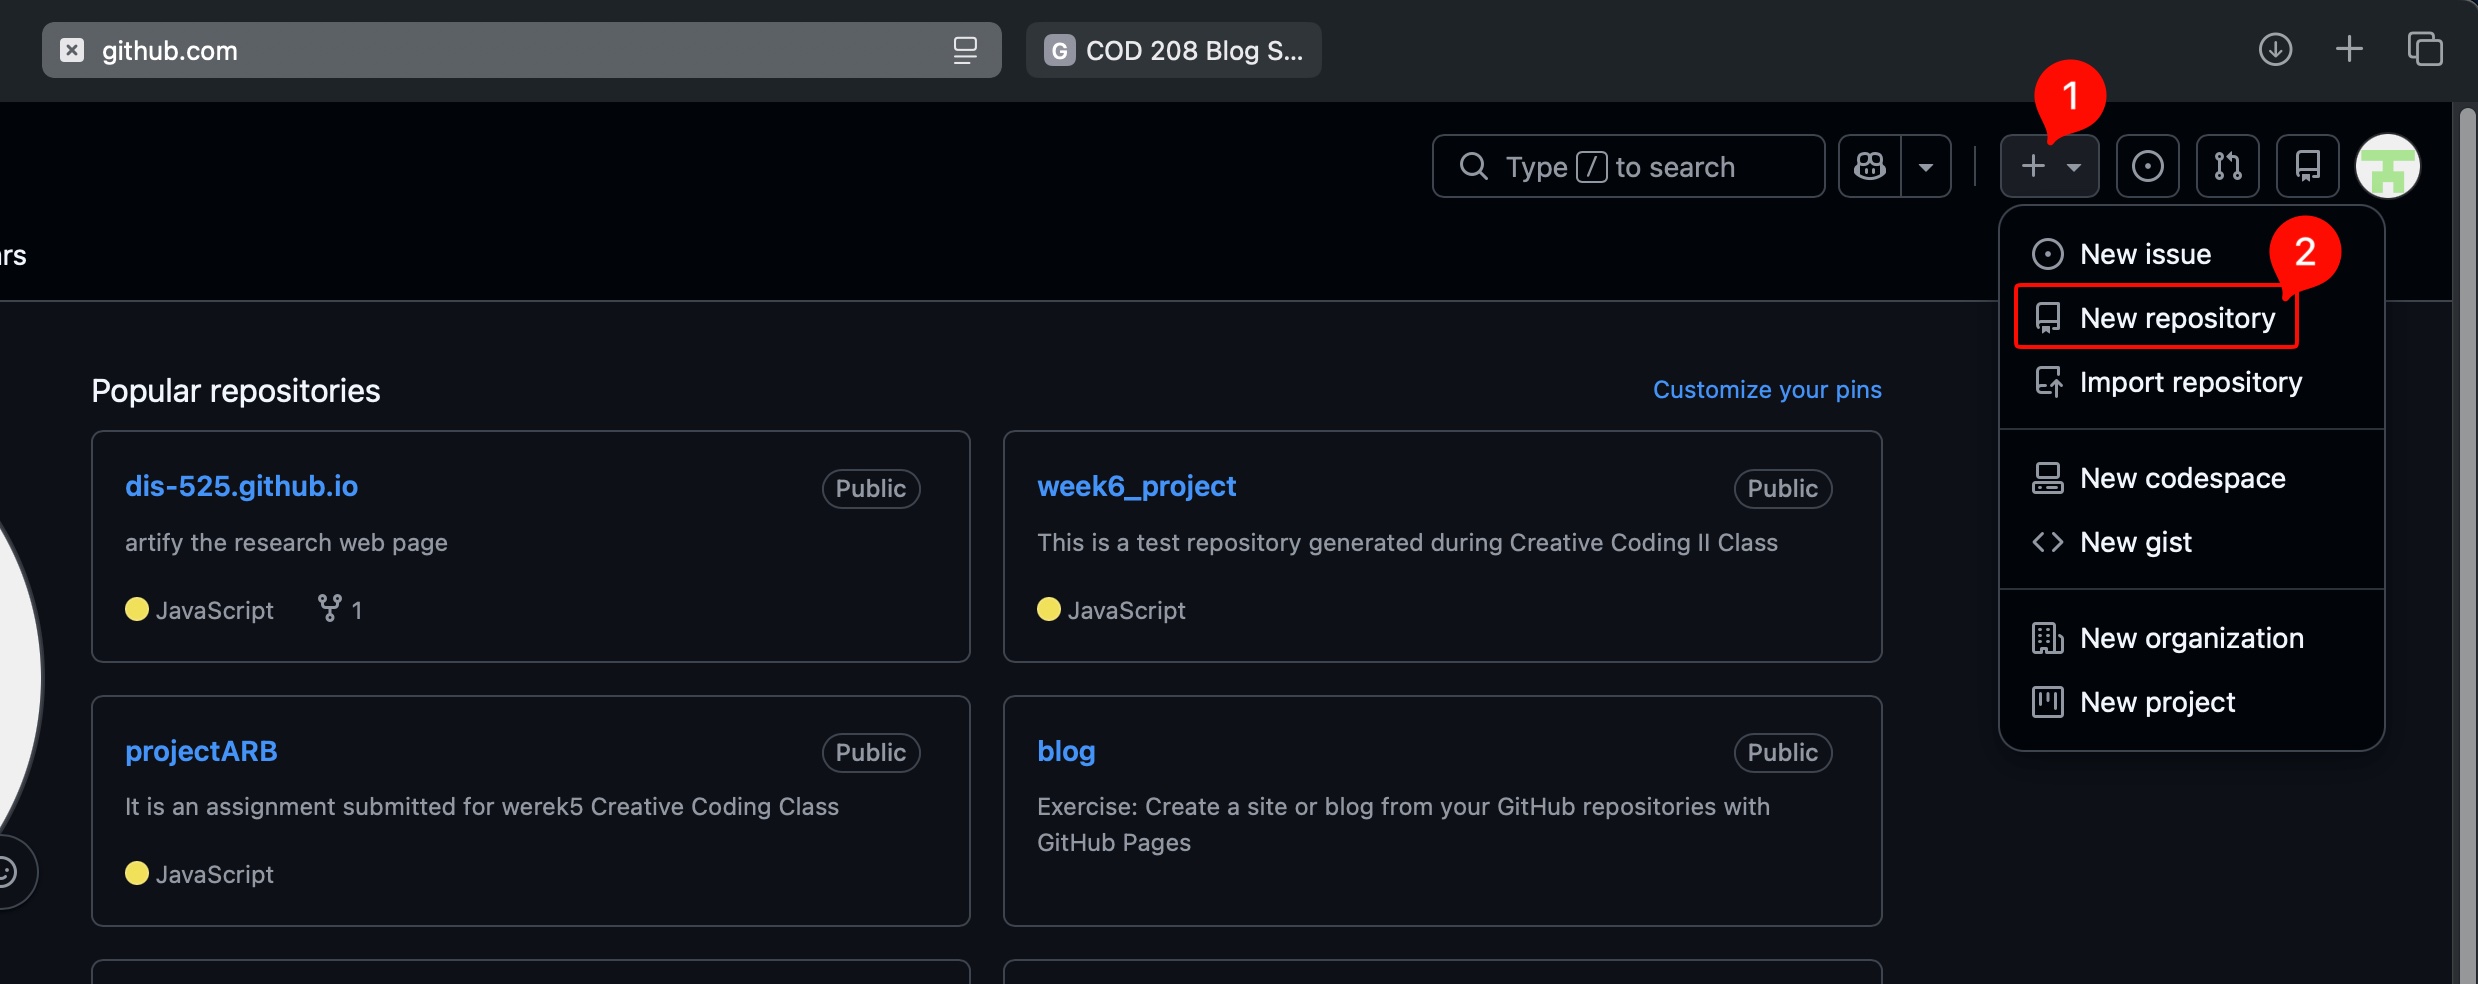 github.com
G COD 208 Blog S...
1
Type / to search
ars
New issue
2
New repository
Import repository
New codespace
New gist
New organization
New project
Popular repositories
Customize your pins
dis-525.github.io Public
artify the research web page
JavaScript 1
week6_project Public
This is a test repository generated during Creative Coding II Class
JavaScript
projectARB Public
It is an assignment submitted for werek5 Creative Coding Class
JavaScript
blog Public
Exercise: Create a site or blog from your GitHub repositories with
GitHub Pages